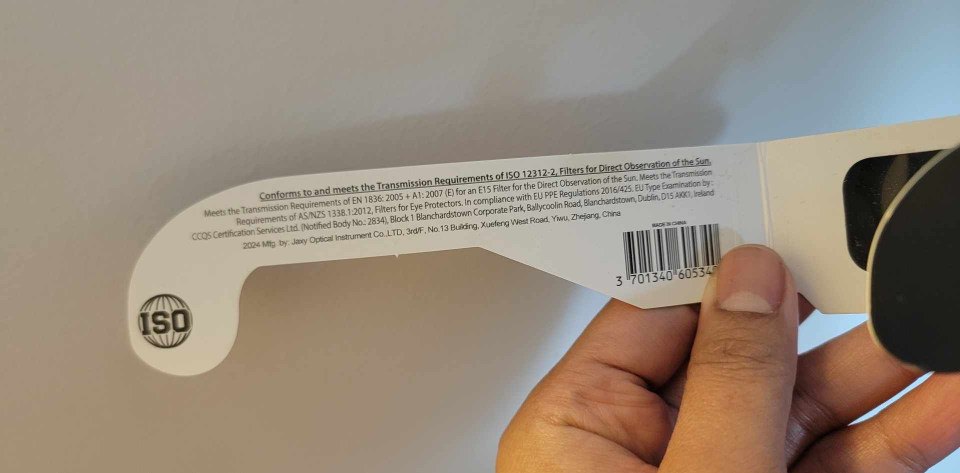 Conforms to and meets the Transmission Requirements of ISO 12312-2, Filters for Direct Observation of the Sun.
Meets the Transmission Requirements of EN 1836: 2005 + A1: 2007 (E) for an E15 Filter for the Direct Observation of the Sun. Meets the Transmission
Requirements of AS/NZS 1338.1:2012, Filters for Eye Protectors. In compliance with EU PPE Regulations 2016/425. EU Type Examination by:
CCQS Certification Services Ltd. (Notified Body No.: 2834), Block 1 Blanchardstown Corporate Park, Ballycoolin Road, Blanchardstown, Dublin, D15 AKK1, Ireland
2024 Mfg. by: Jaxy Optical Instrument Co.,LTD, 3rd/F, No.13 Building, Xuefeng West Road, Yiwu, Zhejiang, China
MADE IN CHINA
3 701340 60534
ISO